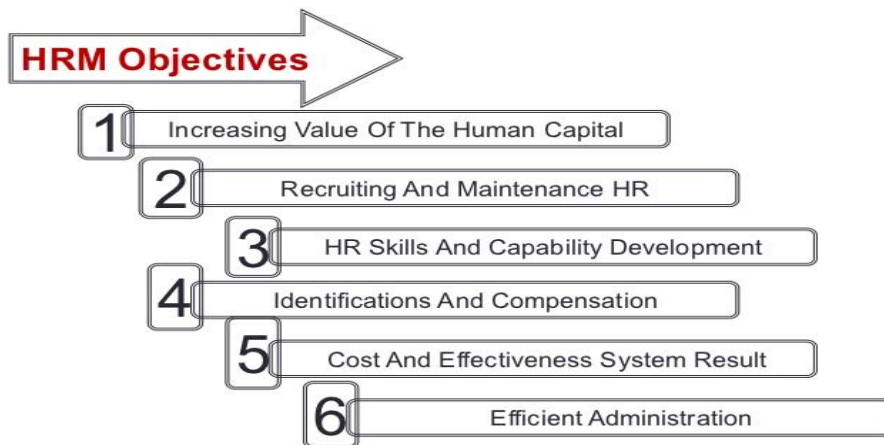 HRM Objectives
1 Increasing Value Of The Human Capital
2 Recruiting And Maintenance HR
3 HR Skills And Capability Development
4 Identifications And Compensation
5 Cost And Effectiveness System Result
6 Efficient Administration